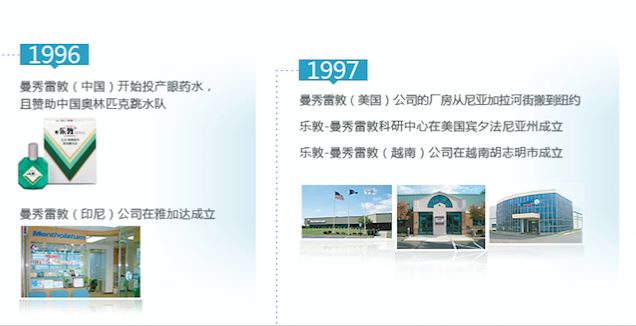 1996
曼秀雷敦（中国）开始投产眼药水，
且赞助中国奥林匹克跳水队
乐敦
曼秀雷敦（印尼）公司在雅加达成立
Mentholatum
1997
曼秀雷敦（美国）公司的厂房从尼亚加拉河街搬到纽约
乐敦-曼秀雷敦科研中心在美国宾夕法尼亚州成立
乐敦-曼秀雷敦（越南）公司在越南胡志明市成立